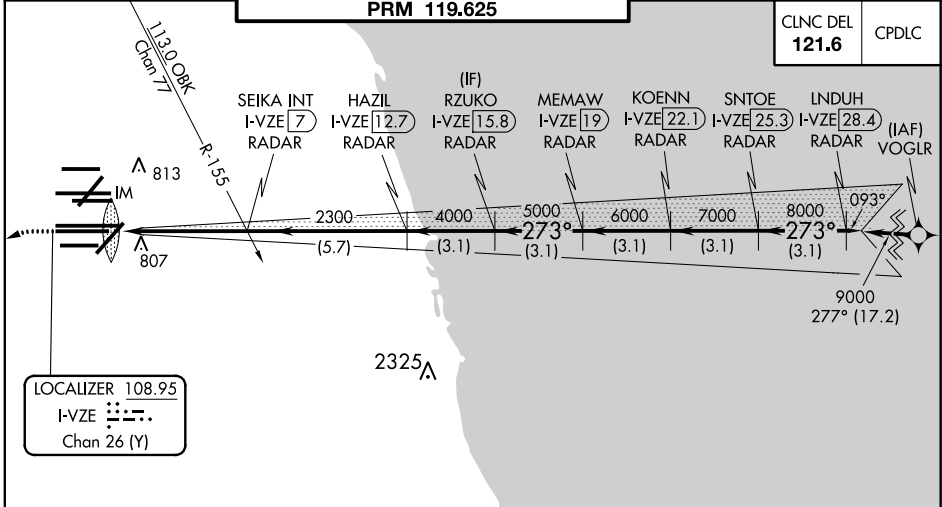 PRM 119.625
CLNC DEL
121.6
CPDLC
113.0 OBK
Chan 77
R-155
SEIKA INT
I-VZE 7
RADAR
HAZIL
I-VZE 12.7
RADAR
(IF)
RZUKO
I-VZE 15.8
RADAR
MEMAW
I-VZE 19
RADAR
KOENN
I-VZE 22.1
RADAR
SNTOE
I-VZE 25.3
RADAR
LNDUH
I-VZE 28.4
RADAR
(IAF)
VOGLR
813
IM
093°
2300
4000
5000
6000
7000
8000
273°
273°
807
(5.7)
(3.1)
(3.1)
(3.1)
(3.1)
(3.1)
9000
277° (17.2)
2325
LOCALIZER 108.95
I-VZE
Chan 26 (Y)